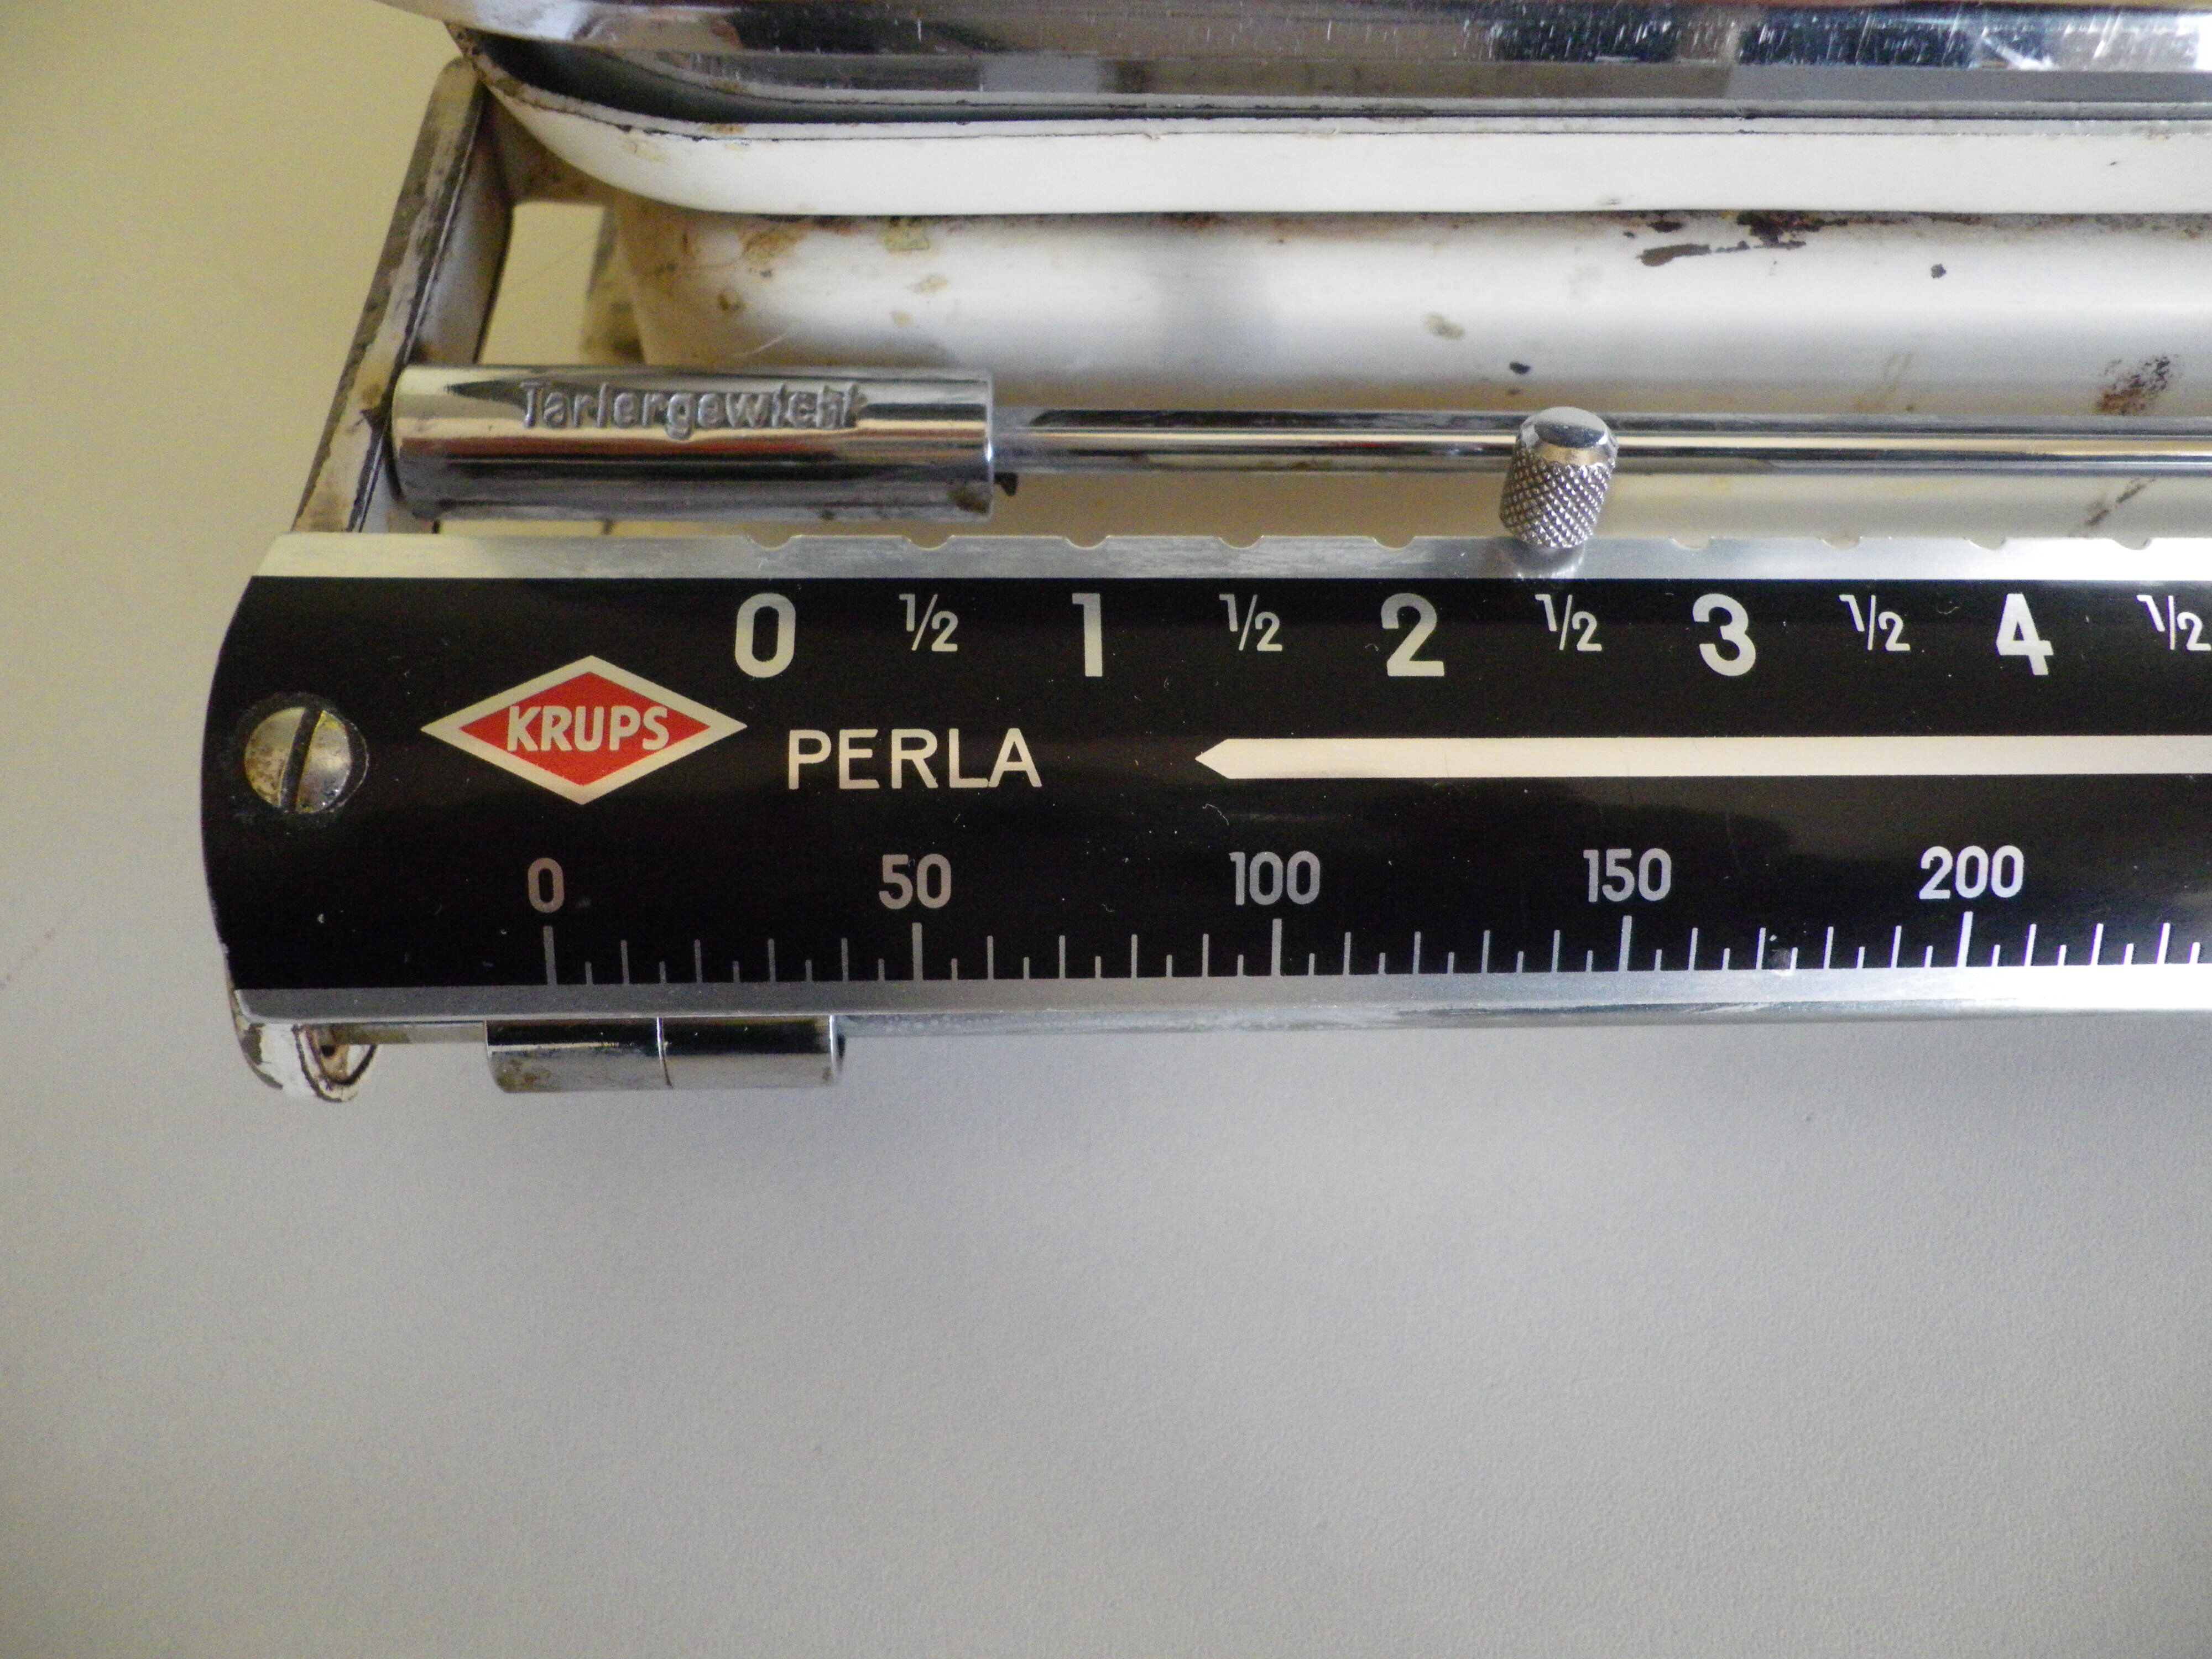 Tariergewicht
0 1/2 1 1/2 2 1/2 3 1/2 4 1/2
KRUPS
PERLA
0 50 100 150 200